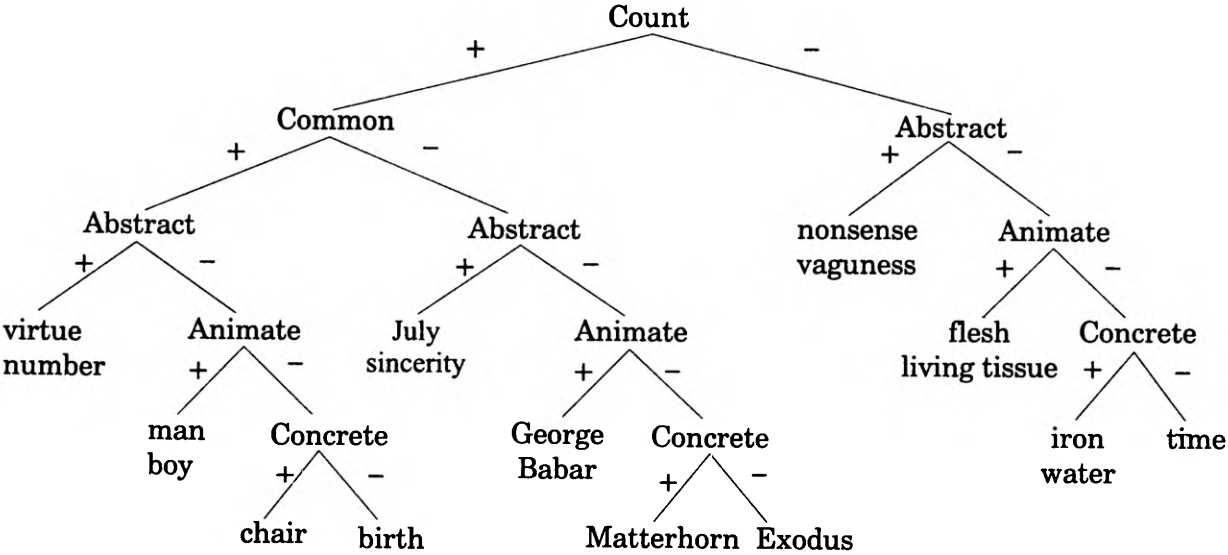 Count
+ −
Common Abstract
+ − + −
Abstract Abstract nonsense Animate
+ − + − vaguness + −
virtue Animate July Animate flesh Concrete
number + − sincerity + − living tissue + −
man Concrete George Concrete iron time
boy + − Babar + − water
chair birth Matterhorn Exodus